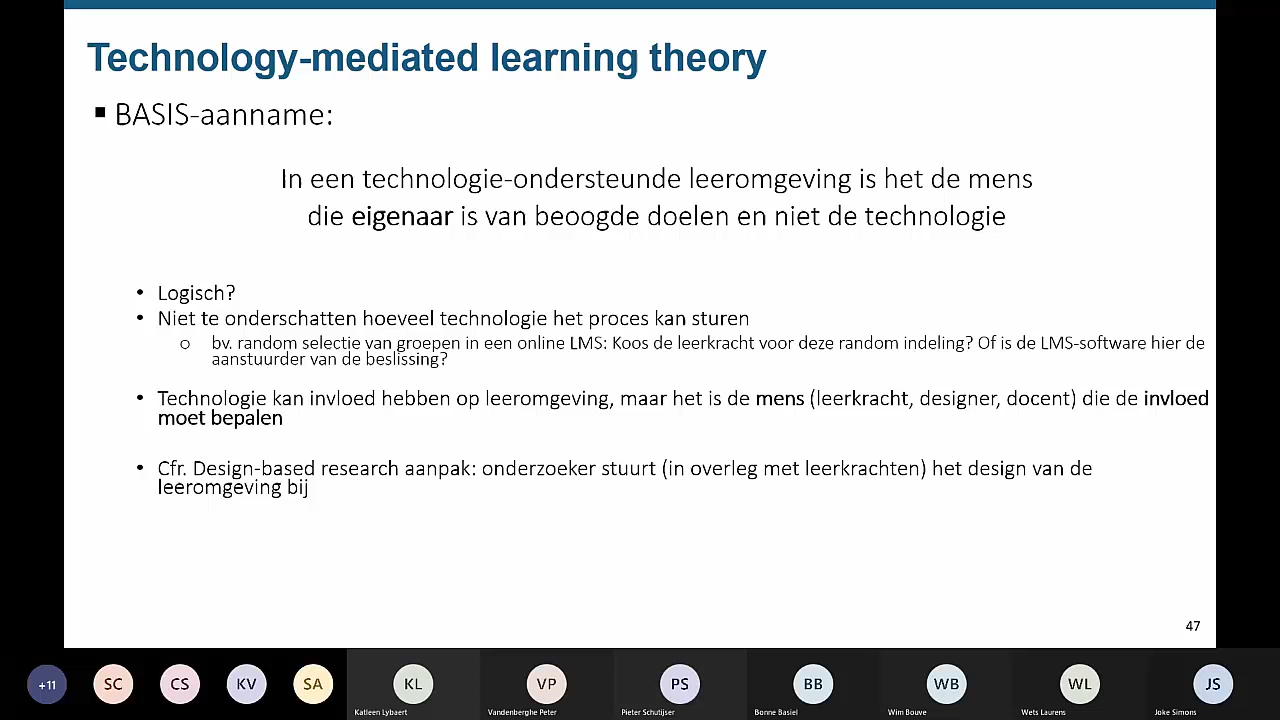 Technology-mediated learning theory
▪ BASIS-aanname:
In een technologie-ondersteunde leeromgeving is het de mens
die eigenaar is van beoogde doelen en niet de technologie
• Logisch?
• Niet te onderschatten hoeveel technologie het proces kan sturen
o bv. random selectie van groepen in een online LMS: Koos de leerkracht voor deze random indeling? Of is de LMS-software hier de
aanstuurder van de beslissing?
• Technologie kan invloed hebben op leeromgeving, maar het is de mens (leerkracht, designer, docent) die de invloed
moet bepalen
• Cfr. Design-based research aanpak: onderzoeker stuurt (in overleg met leerkrachten) het design van de
leeromgeving bij
47
+11 SC CS KV SA KL VP PS BB WB WL JS
Katleen Lybaert Vandenberghe Peter Pieter Schutijser Bonne Basiel Wim Bouve Wets Laurens Joke Simons